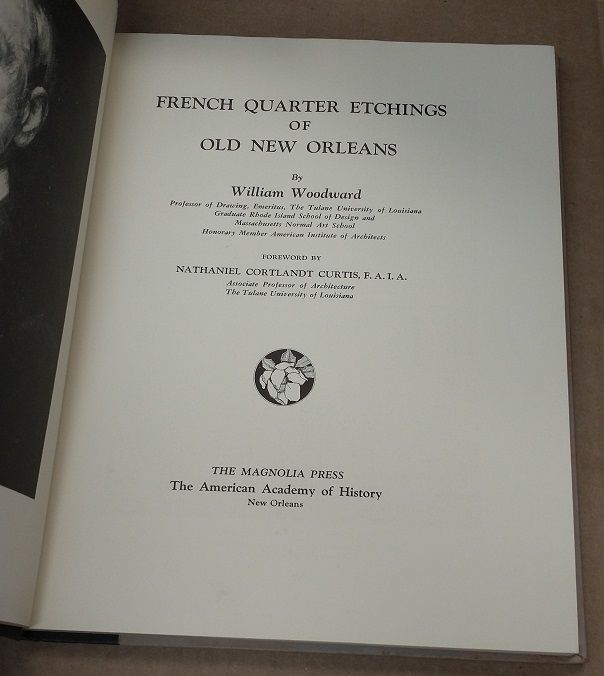 FRENCH QUARTER ETCHINGS
OF
OLD NEW ORLEANS
By
William Woodward
Professor of Drawing, Emeritus, The Tulane University of Louisiana
Graduate Rhode Island School of Design and
Massachusetts Normal Art School
Honorary Member American Institute of Architects
FOREWORD BY
NATHANIEL CORTLANDT CURTIS, F. A. I. A.
Associate Professor of Architecture
The Tulane University of Louisiana
THE MAGNOLIA PRESS
The American Academy of History
New Orleans